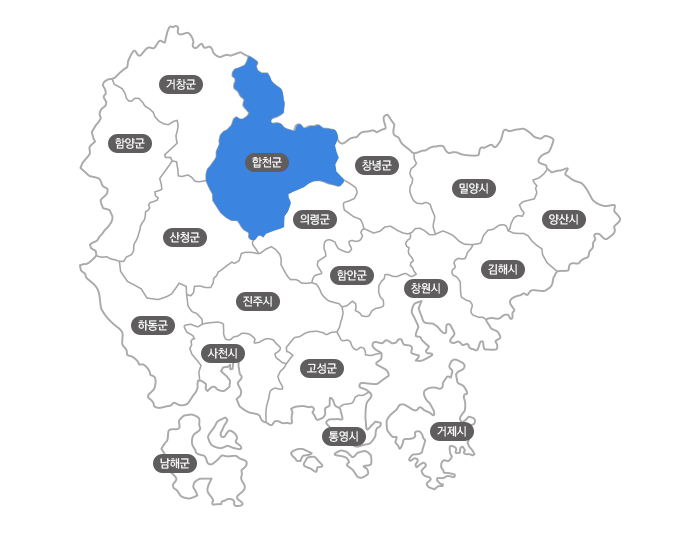 거창군
함양군
합천군
창녕군
밀양시
의령군
양산시
산청군
함안군
김해시
창원시
진주시
하동군
사천시
고성군
통영시
거제시
남해군